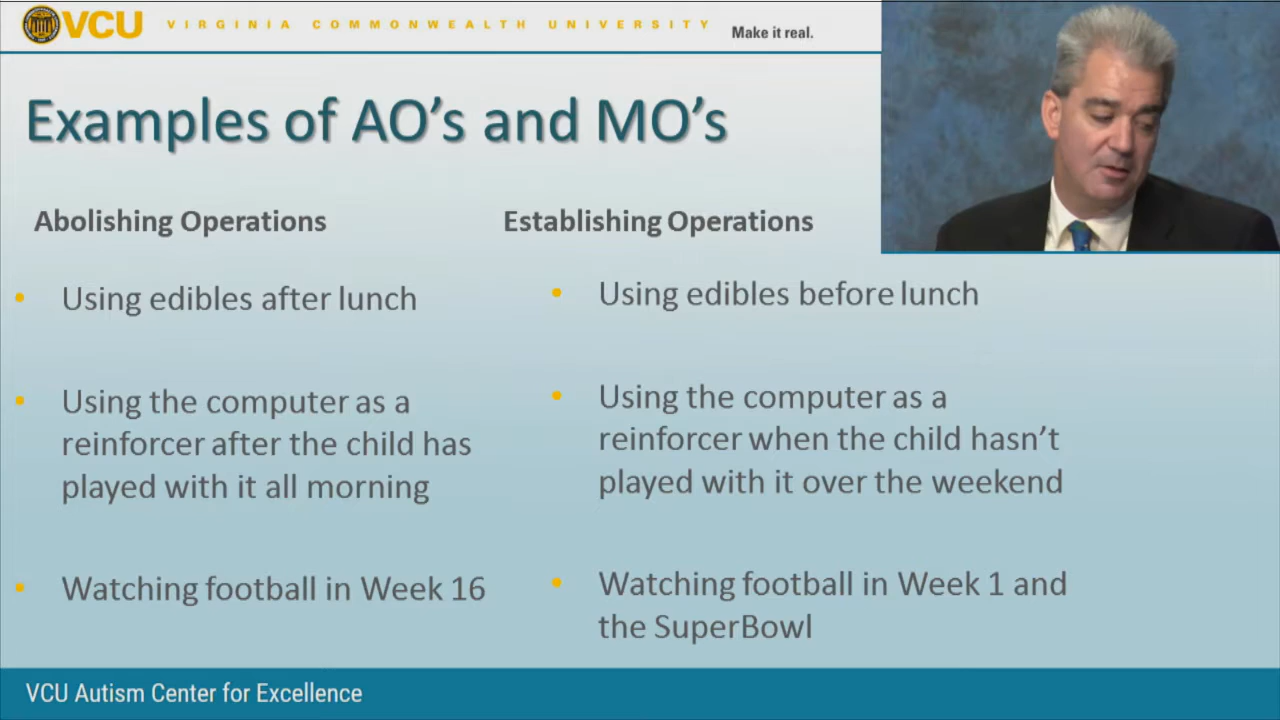 VCU VIRGINIA COMMONWEALTH UNIVERSITY Make it real.
Examples of AO's and MO's
Abolishing Operations
• Using edibles after lunch
• Using the computer as a
reinforcer after the child has
played with it all morning
• Watching football in Week 16
Establishing Operations
• Using edibles before lunch
• Using the computer as a
reinforcer when the child hasn't
played with it over the weekend
• Watching football in Week 1 and
the SuperBowl
VCU Autism Center for Excellence